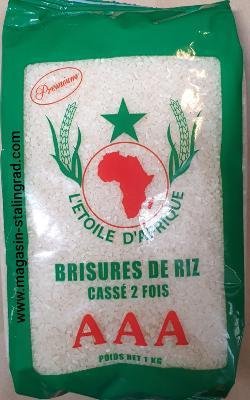 Premium
L'ETOILE D'AFRIQUE
BRISURES DE RIZ
CASSÉ 2 FOIS
AAA
POIDS NET 1 KG
www.magasin-stalingrad.com